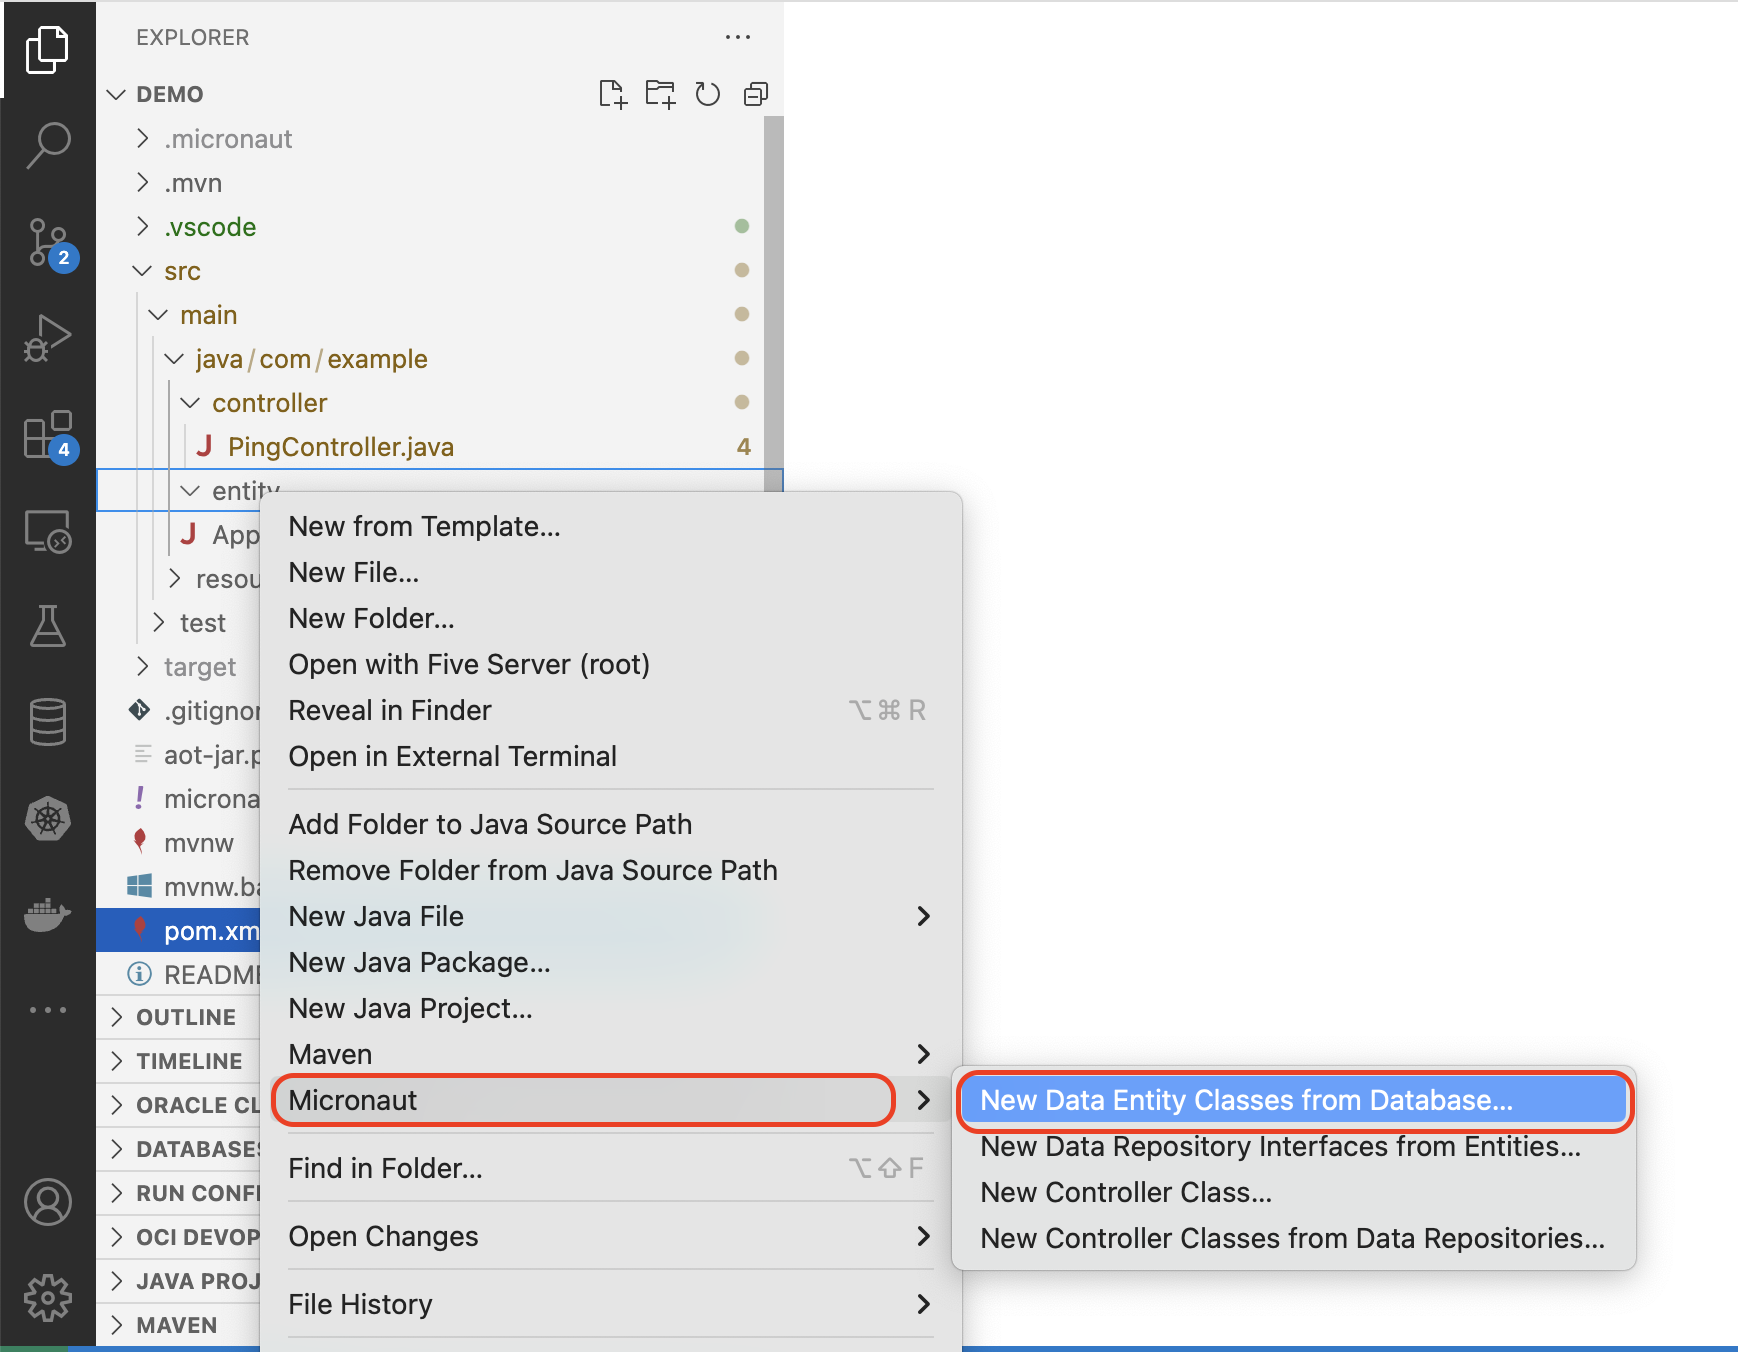 EXPLORER
DEMO
.micronaut
.mvn
.vscode
2
src
main
java/com/example
controller
4
PingController.java 4
entity
App
resou
test
target
.gitignor
aot-jar.p
microna
mvnw
mvnw.ba
pom.xm
README
OUTLINE
TIMELINE
ORACLE CL
DATABASES
RUN CONFI
OCI DEVOP
JAVA PROJ
MAVEN
New from Template...
New File...
New Folder...
Open with Five Server (root)
Reveal in Finder ⌥⌘R
Open in External Terminal
Add Folder to Java Source Path
Remove Folder from Java Source Path
New Java File
New Java Package...
New Java Project...
Maven
Micronaut
Find in Folder... ⌥⇧F
Open Changes
File History
New Data Entity Classes from Database...
New Data Repository Interfaces from Entities...
New Controller Class...
New Controller Classes from Data Repositories...